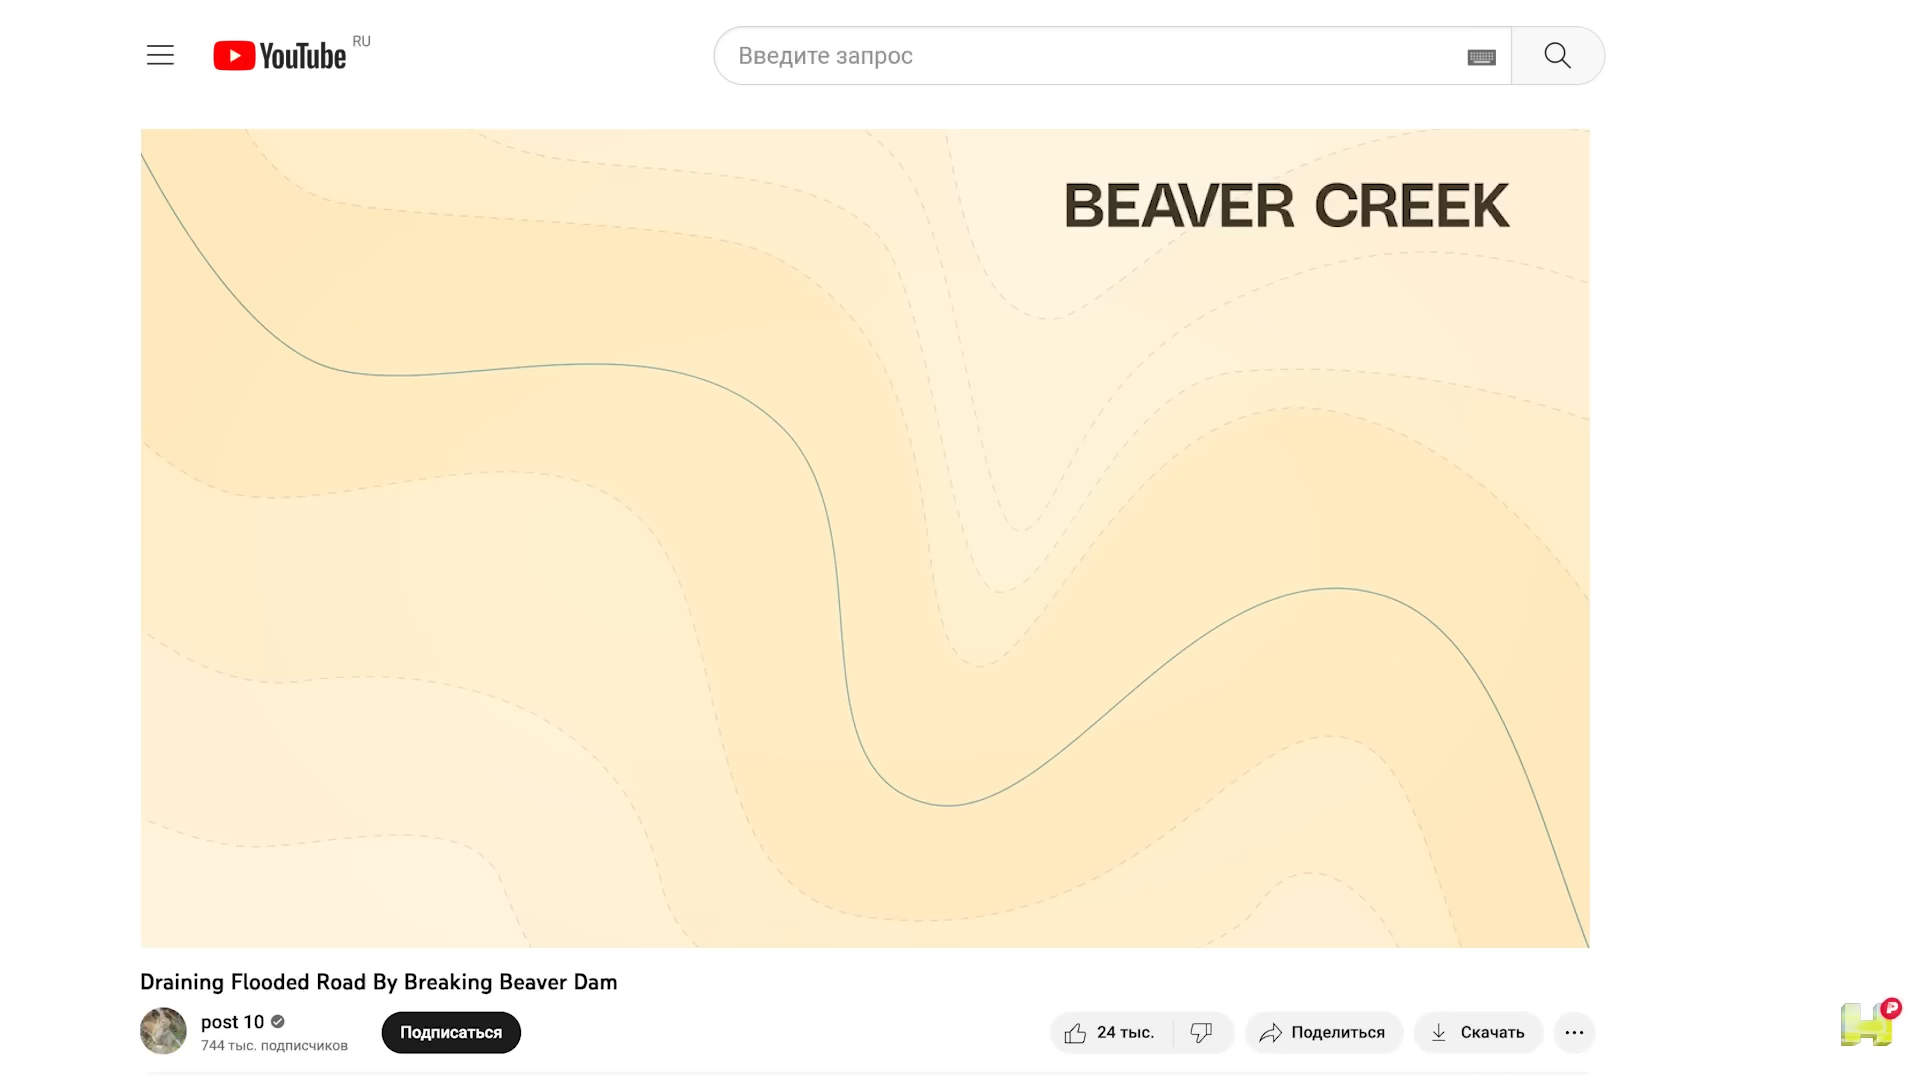 YouTube RU
Введите запрос
BEAVER CREEK
Draining Flooded Road By Breaking Beaver Dam
post 10
744 тыс. подписчиков
Подписаться
24 тыс.
Поделиться
Скачать
P